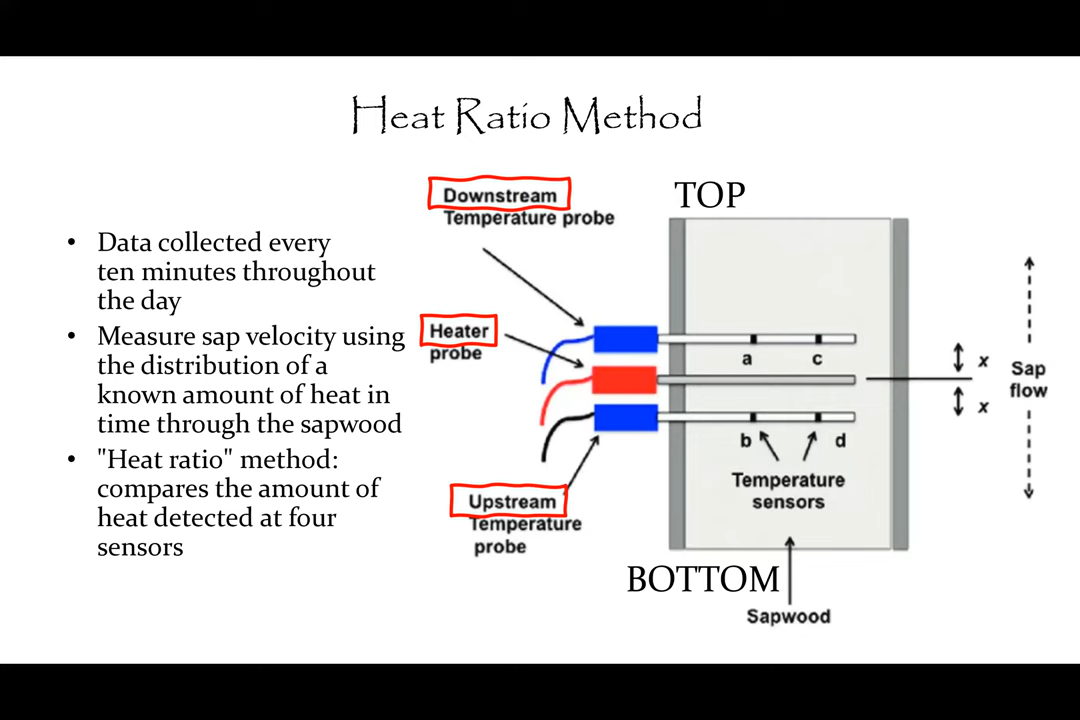 Heat Ratio Method
• Data collected every
ten minutes throughout
the day
• Measure sap velocity using
the distribution of a
known amount of heat in
time through the sapwood
• "Heat ratio" method:
compares the amount of
heat detected at four
sensors
Downstream
Temperature probe
Heater
probe
Upstream
Temperature
probe
TOP
a
c
b
d
Temperature
sensors
BOTTOM
Sapwood
x
Sap
flow
x